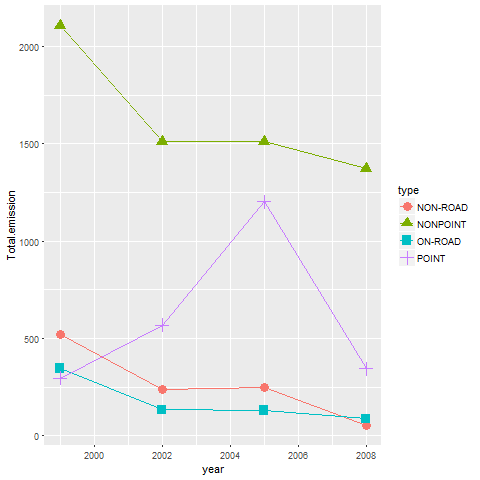 2000
1500
1000
500
0
Total.emission
2000
2002
2004
2006
2008
year
type
NON-ROAD
NONPOINT
ON-ROAD
POINT